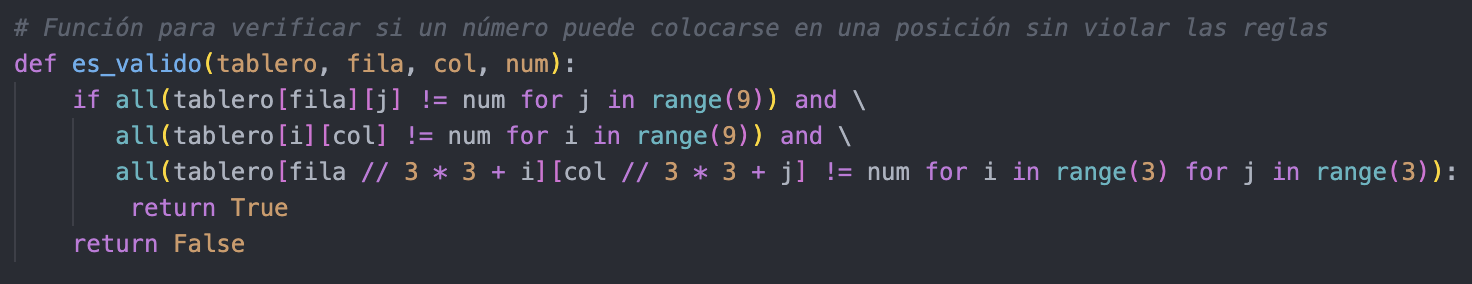 # Función para verificar si un número puede colocarse en una posición sin violar las reglas
def es_valido(tablero, fila, col, num):
    if all(tablero[fila][j] != num for j in range(9)) and \
       all(tablero[i][col] != num for i in range(9)) and \
       all(tablero[fila // 3 * 3 + i][col // 3 * 3 + j] != num for i in range(3) for j in range(3)):
        return True
    return False